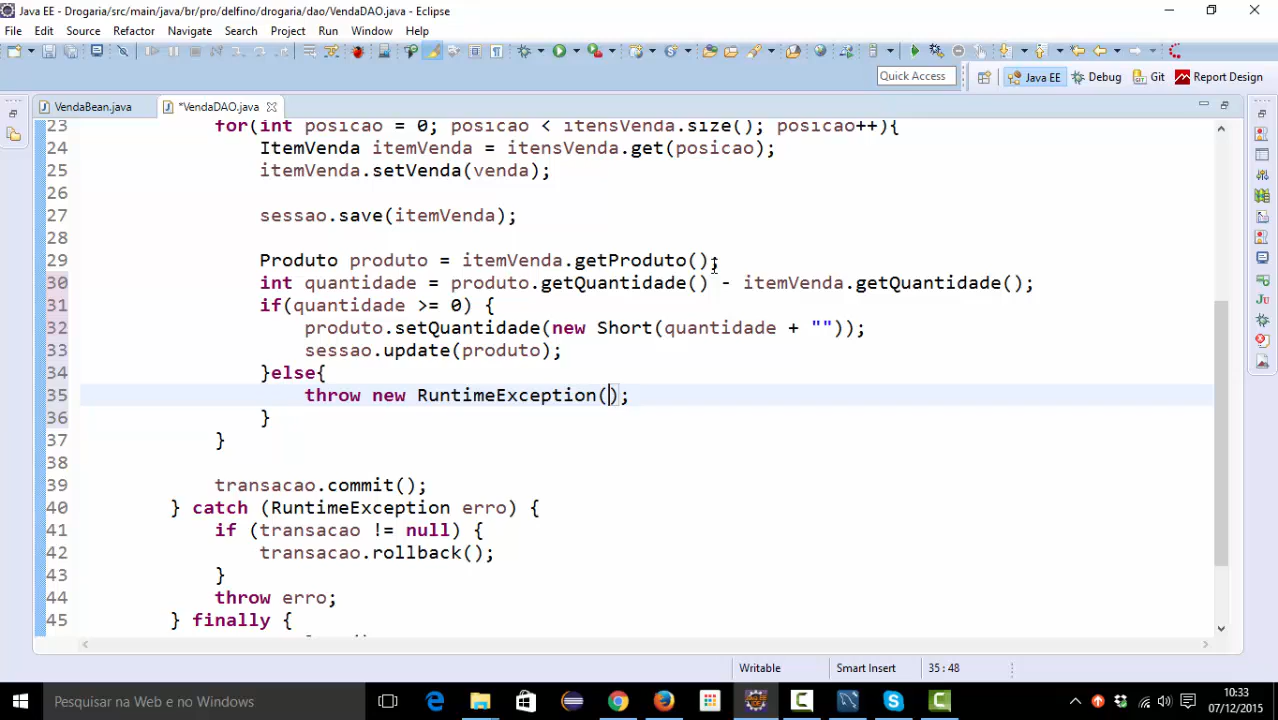 Java EE - Drogaria/src/main/java/br/pro/delfino/drogaria/dao/VendaDAO.java - Eclipse
File Edit Source Refactor Navigate Search Project Run Window Help
Quick Access Java EE Debug Git Report Design
VendaBean.java *VendaDAO.java
23 for(int posicao = 0; posicao < itensVenda.size(); posicao++){
24 ItemVenda itemVenda = itensVenda.get(posicao);
25 itemVenda.setVenda(venda);
26
27 sessao.save(itemVenda);
28
29 Produto produto = itemVenda.getProduto();
30 int quantidade = produto.getQuantidade() - itemVenda.getQuantidade();
31 if(quantidade >= 0) {
32 produto.setQuantidade(new Short(quantidade + ""));
33 sessao.update(produto);
34 }else{
35 throw new RuntimeException();
36 }
37 }
38
39 transacao.commit();
40 } catch (RuntimeException erro) {
41 if (transacao != null) {
42 transacao.rollback();
43 }
44 throw erro;
45 } finally {
Writable Smart Insert 35 : 48
Pesquisar na Web e no Windows
10:33
07/12/2015